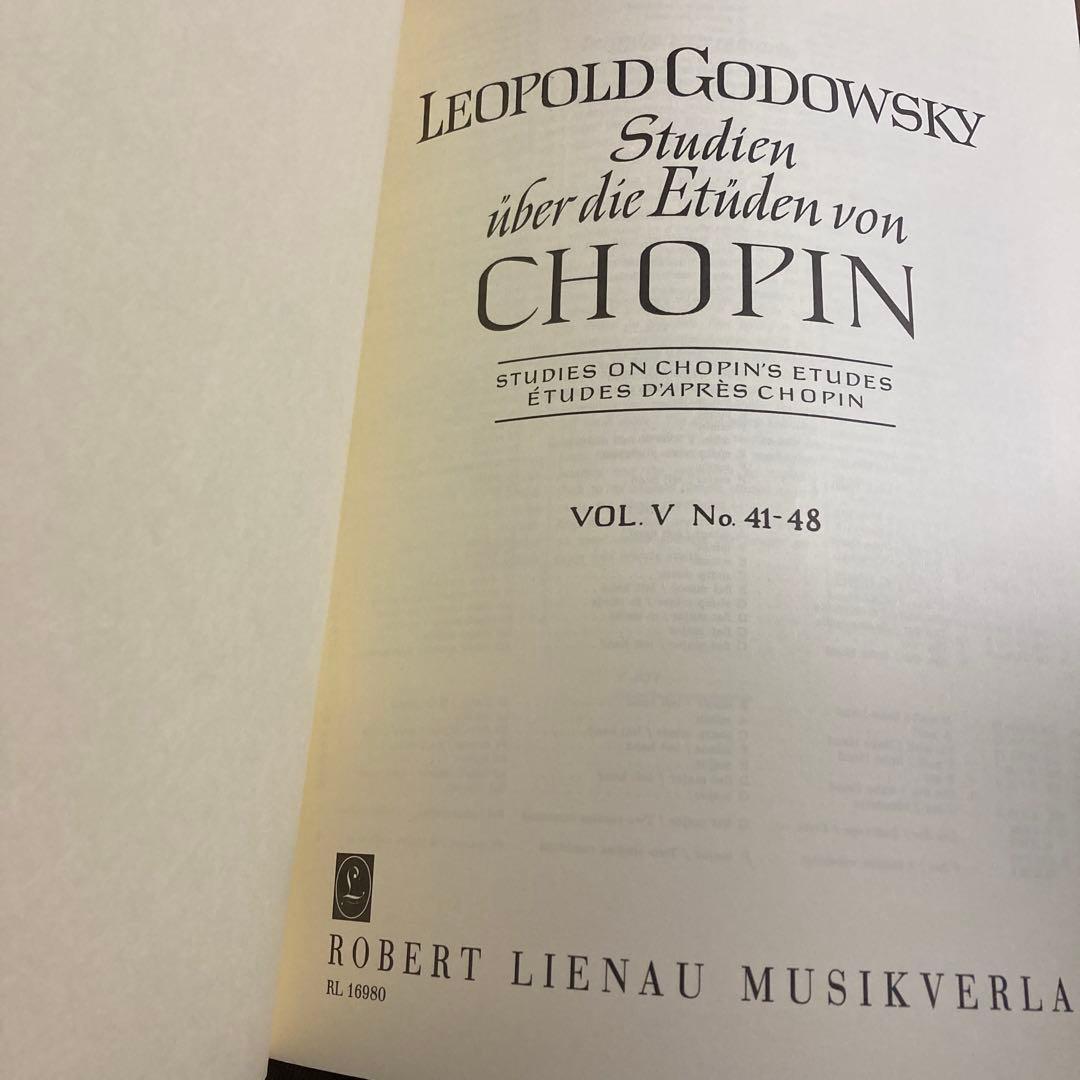 LEOPOLD GODOWSKY
Studien
über die Etüden von
CHOPIN
STUDIES ON CHOPIN'S ETUDES
ÉTUDES D'APRÈS CHOPIN
VOL. V No. 41-48
L
ROBERT LIENAU MUSIKVERLA
RL 16980